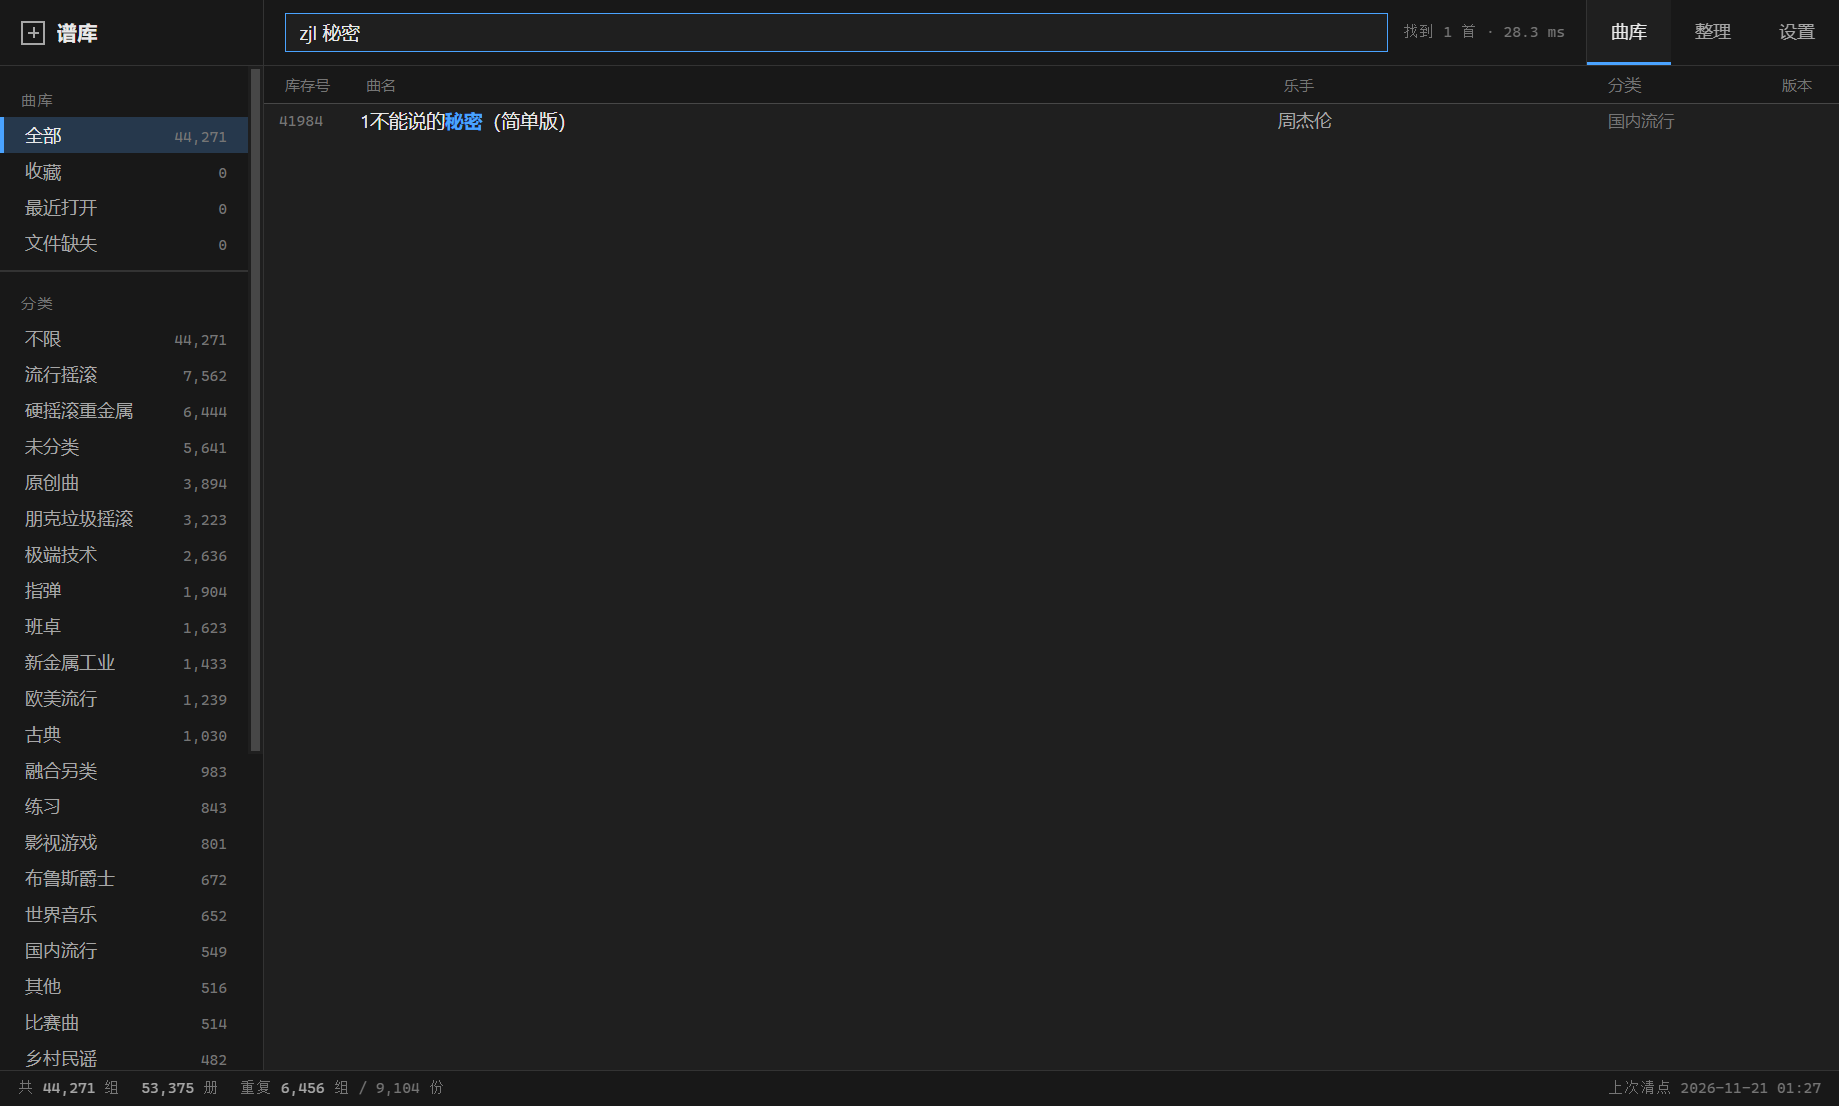 谱库
zjl 秘密
找到 1 首 · 28.3 ms
曲库
整理
设置
曲库
全部 44,271
收藏 0
最近打开 0
文件缺失 0
分类
不限 44,271
流行摇滚 7,562
硬摇滚重金属 6,444
未分类 5,641
原创曲 3,894
朋克垃圾摇滚 3,223
极端技术 2,636
指弹 1,904
班卓 1,623
新金属工业 1,433
欧美流行 1,239
古典 1,030
融合另类 983
练习 843
影视游戏 801
布鲁斯爵士 672
世界音乐 652
国内流行 549
其他 516
比赛曲 514
乡村民谣 482
库存号 曲名 乐手 分类 版本
41984 1不能说的秘密（简单版） 周杰伦 国内流行
共 44,271 组 53,375 册 重复 6,456 组 / 9,104 份
上次清点 2026-11-21 01:27